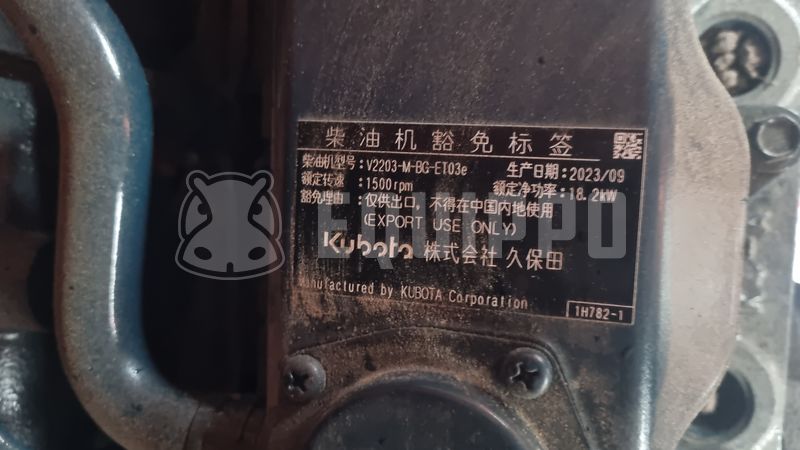 柴油机豁免标签
柴油机型号：V2203-M-BG-ET03e 生产日期：2023/09
额定转速：1500rpm 额定净功率：18.2kW
豁免理由：仅供出口，不得在中国内地使用
(EXPORT USE ONLY)
Kubota 株式会社 久保田
Manufactured by KUBOTA Corporation
1H782-1
EQUIPPO